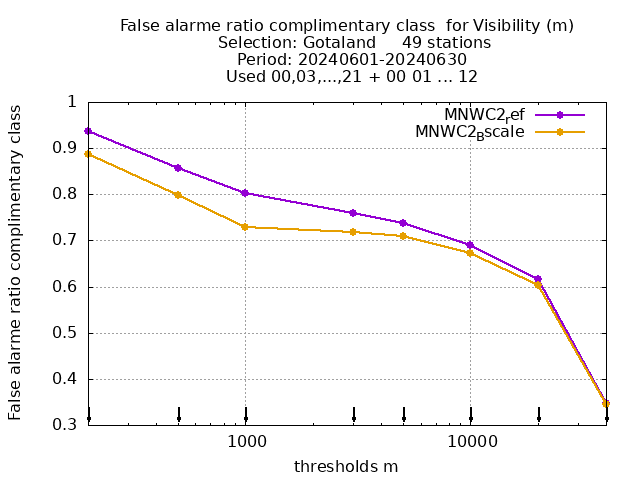 False alarme ratio complimentary class  for Visibility (m)
Selection: Gotaland     49 stations
Period: 20240601-20240630
Used 00,03,...,21 + 00 01 ... 12
MNWC2ref
MNWC2Bscale
1
0.9
0.8
0.7
0.6
0.5
0.4
0.3
False alarme ratio complimentary class
1000
10000
thresholds m